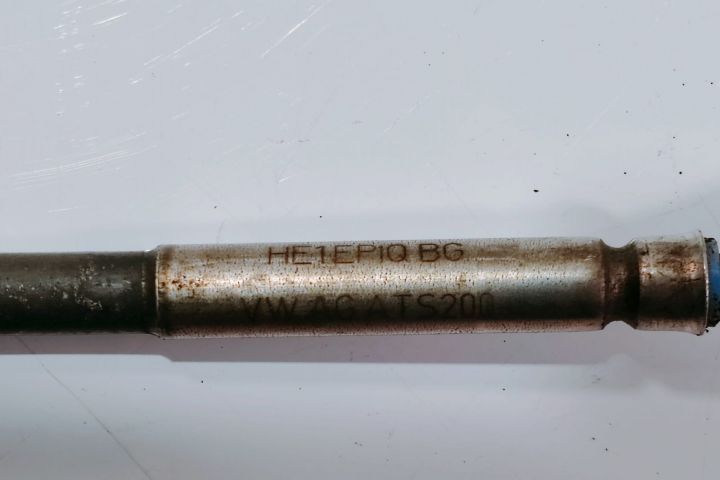 HE1EP1Q BG
VW AG ATS200